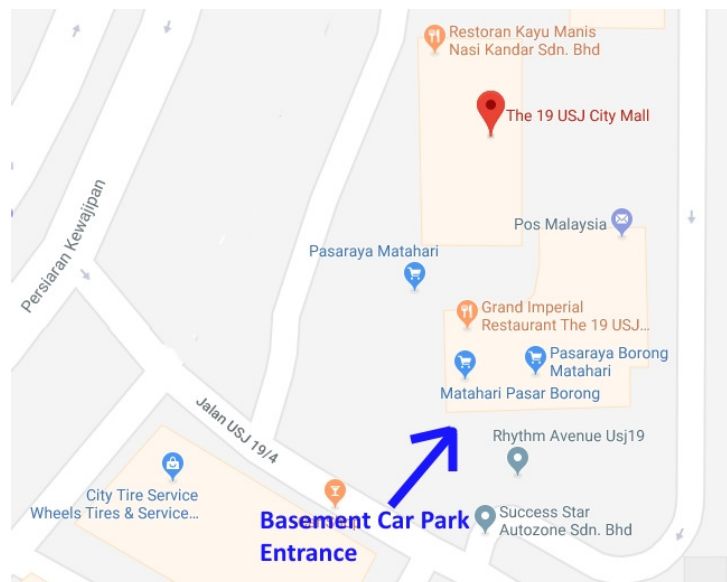 Restoran Kayu Manis
Nasi Kandar Sdn. Bhd
The 19 USJ City Mall
Pos Malaysia
Persiaran Kewajipan
Pasaraya Matahari
Grand Imperial
Restaurant The 19 USJ...
Pasaraya Borong
Matahari
Matahari Pasar Borong
Jalan USJ 19/4
Rhythm Avenue Usj19
City Tire Service
Wheels Tires & Service...
Success Star
Autozone Sdn. Bhd
Basement Car Park
Entrance